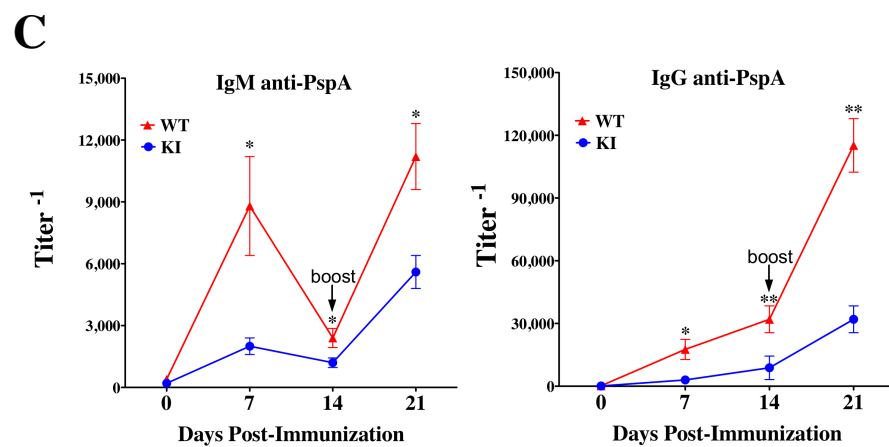 C
IgM anti-PspA
15,000
12,000
9,000
6,000
3,000
0
Titer -1
WT
KI
*
boost
*
*
0 7 14 21
Days Post-Immunization
IgG anti-PspA
150,000
120,000
90,000
60,000
30,000
0
Titer -1
WT
KI
*
boost
**
**
0 7 14 21
Days Post-Immunization